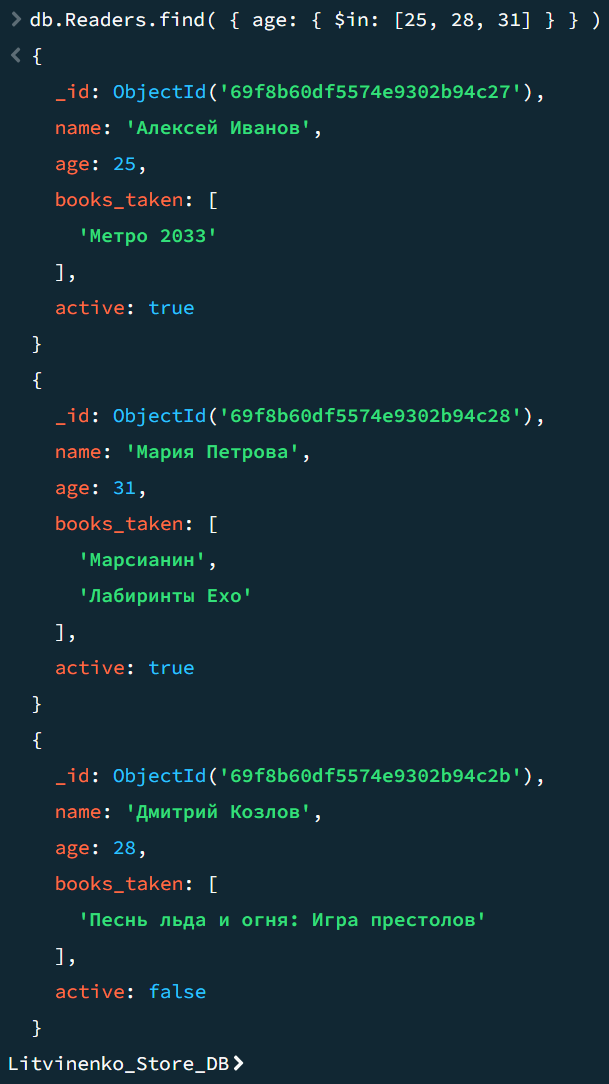 > db.Readers.find( { age: { $in: [25, 28, 31] } } )
< {
_id: ObjectId('69f8b60df5574e9302b94c27'),
name: 'Алексей Иванов',
age: 25,
books_taken: [
'Метро 2033'
],
active: true
}
{
_id: ObjectId('69f8b60df5574e9302b94c28'),
name: 'Мария Петрова',
age: 31,
books_taken: [
'Марсианин',
'Лабиринты Ехо'
],
active: true
}
{
_id: ObjectId('69f8b60df5574e9302b94c2b'),
name: 'Дмитрий Козлов',
age: 28,
books_taken: [
'Песнь льда и огня: Игра престолов'
],
active: false
}
Litvinenko_Store_DB>